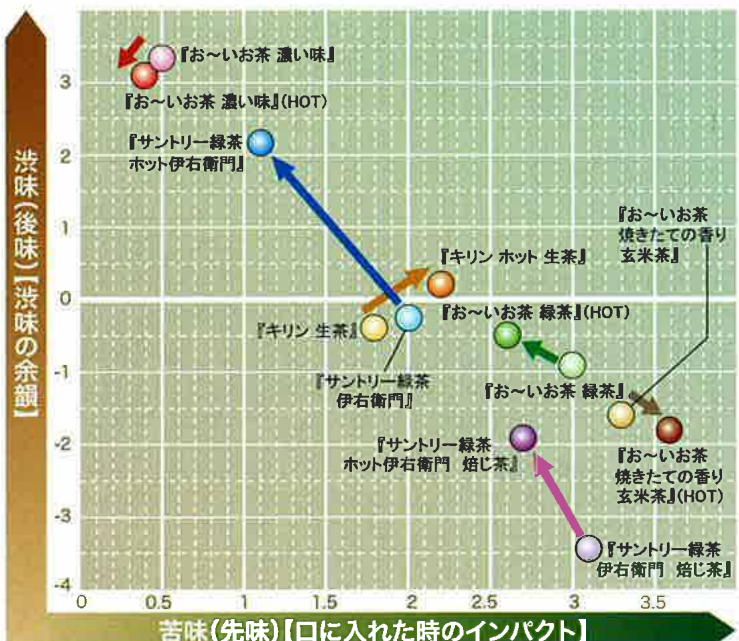 3
2
1
0
-1
-2
-3
-4
渋味(後味)【渋味の余韻】
『お〜いお茶 濃い味』
『お〜いお茶 濃い味』(HOT)
『サントリー緑茶
ホット伊右衛門』
『お〜いお茶
焼きたての香り
玄米茶』
『キリン ホット 生茶』
『お〜いお茶 緑茶』(HOT)
『キリン 生茶』
『サントリー緑茶
伊右衛門』
『お〜いお茶 緑茶』
『サントリー緑茶
ホット伊右衛門 焙じ茶』
『お〜いお茶
焼きたての香り
玄米茶』(HOT)
『サントリー緑茶
伊右衛門 焙じ茶』
0 0.5 1 1.5 2 2.5 3 3.5
苦味(先味)【口に入れた時のインパクト】